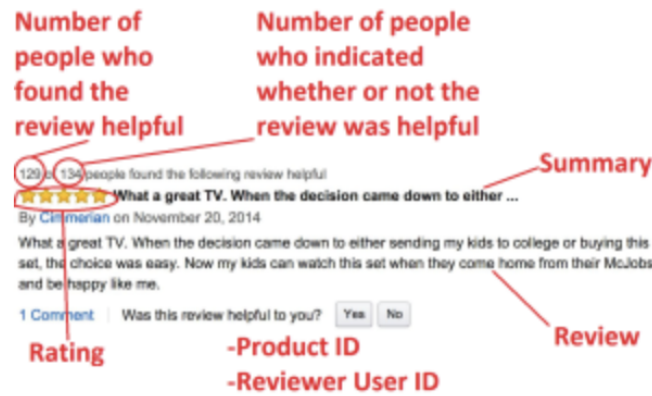 Number of people who found the review helpful
Number of people who indicated whether or not the review was helpful
129 of 134 people found the following review helpful
Summary
What a great TV. When the decision came down to either ...
By Cimmerian on November 20, 2014
What a great TV. When the decision came down to either sending my kids to college or buying this
set, the choice was easy. Now my kids can watch this set when they come home from their McJobs
and be happy like me.
1 Comment Was this review helpful to you? Yes No
Rating
Review
-Product ID
-Reviewer User ID